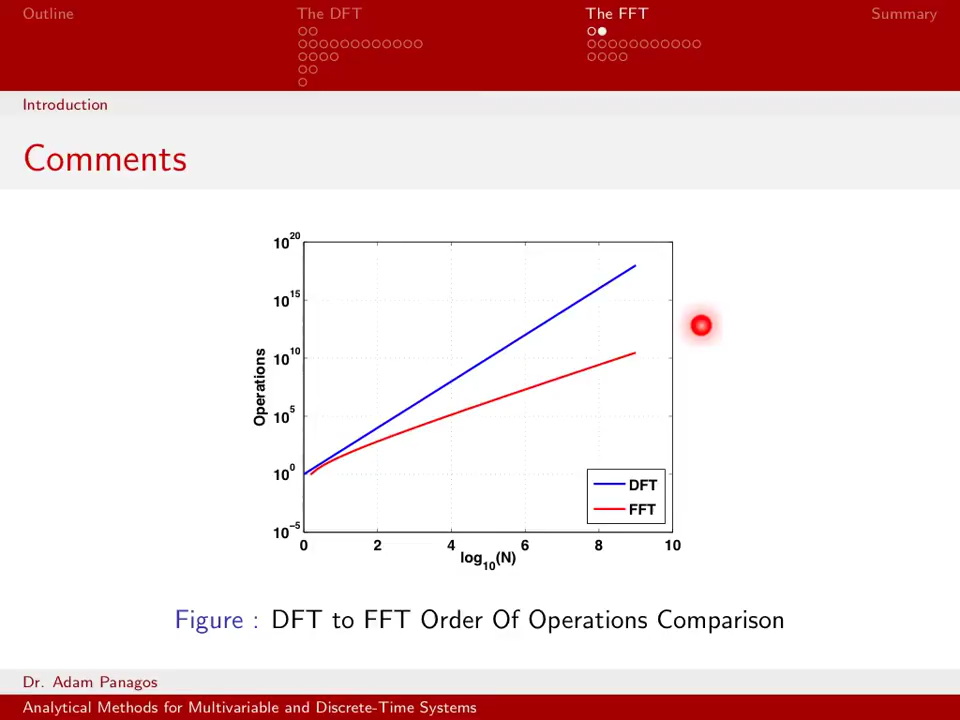 Outline The DFT The FFT Summary
Introduction
Comments
10^20
10^15
10^10
10^5
10^0
10^-5
Operations
0 2 4 6 8 10
log10(N)
DFT
FFT
Figure : DFT to FFT Order Of Operations Comparison
Dr. Adam Panagos
Analytical Methods for Multivariable and Discrete-Time Systems